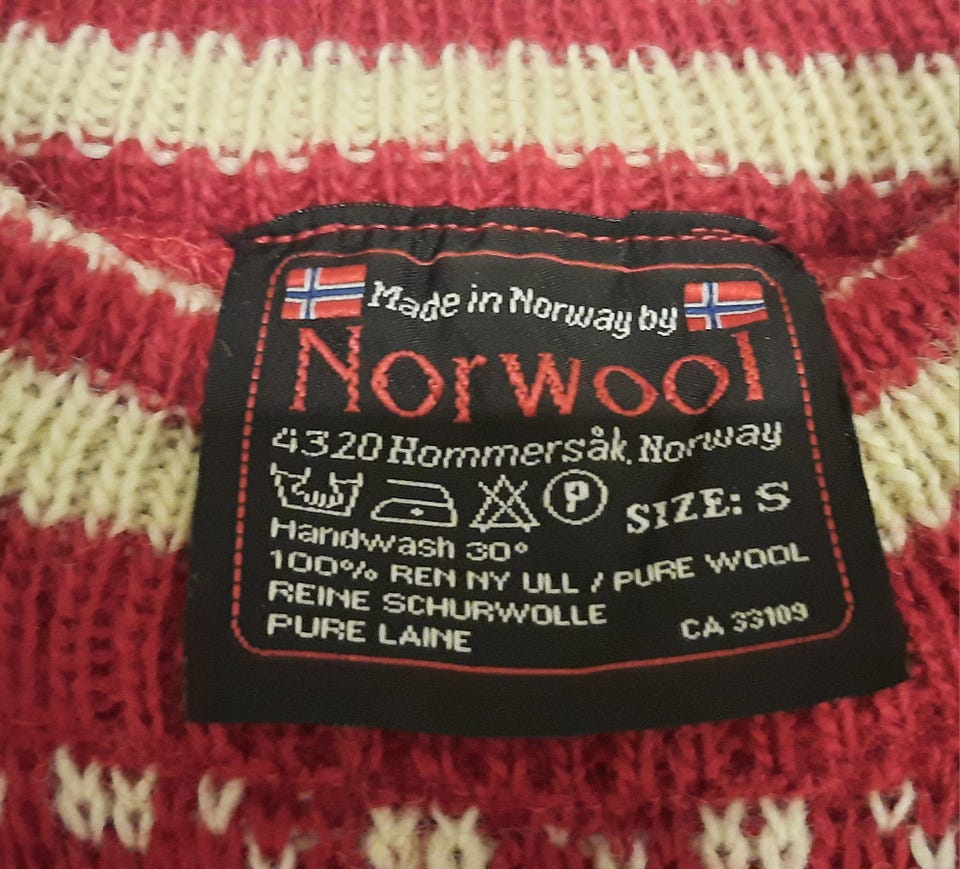 Made in Norway by
Norwool
4320 Hommersåk. Norway
P
SIZE: S
Handwash 30°
100% REN NY ULL / PURE WOOL
REINE SCHURWOLLE
PURE LAINE
CA 33109